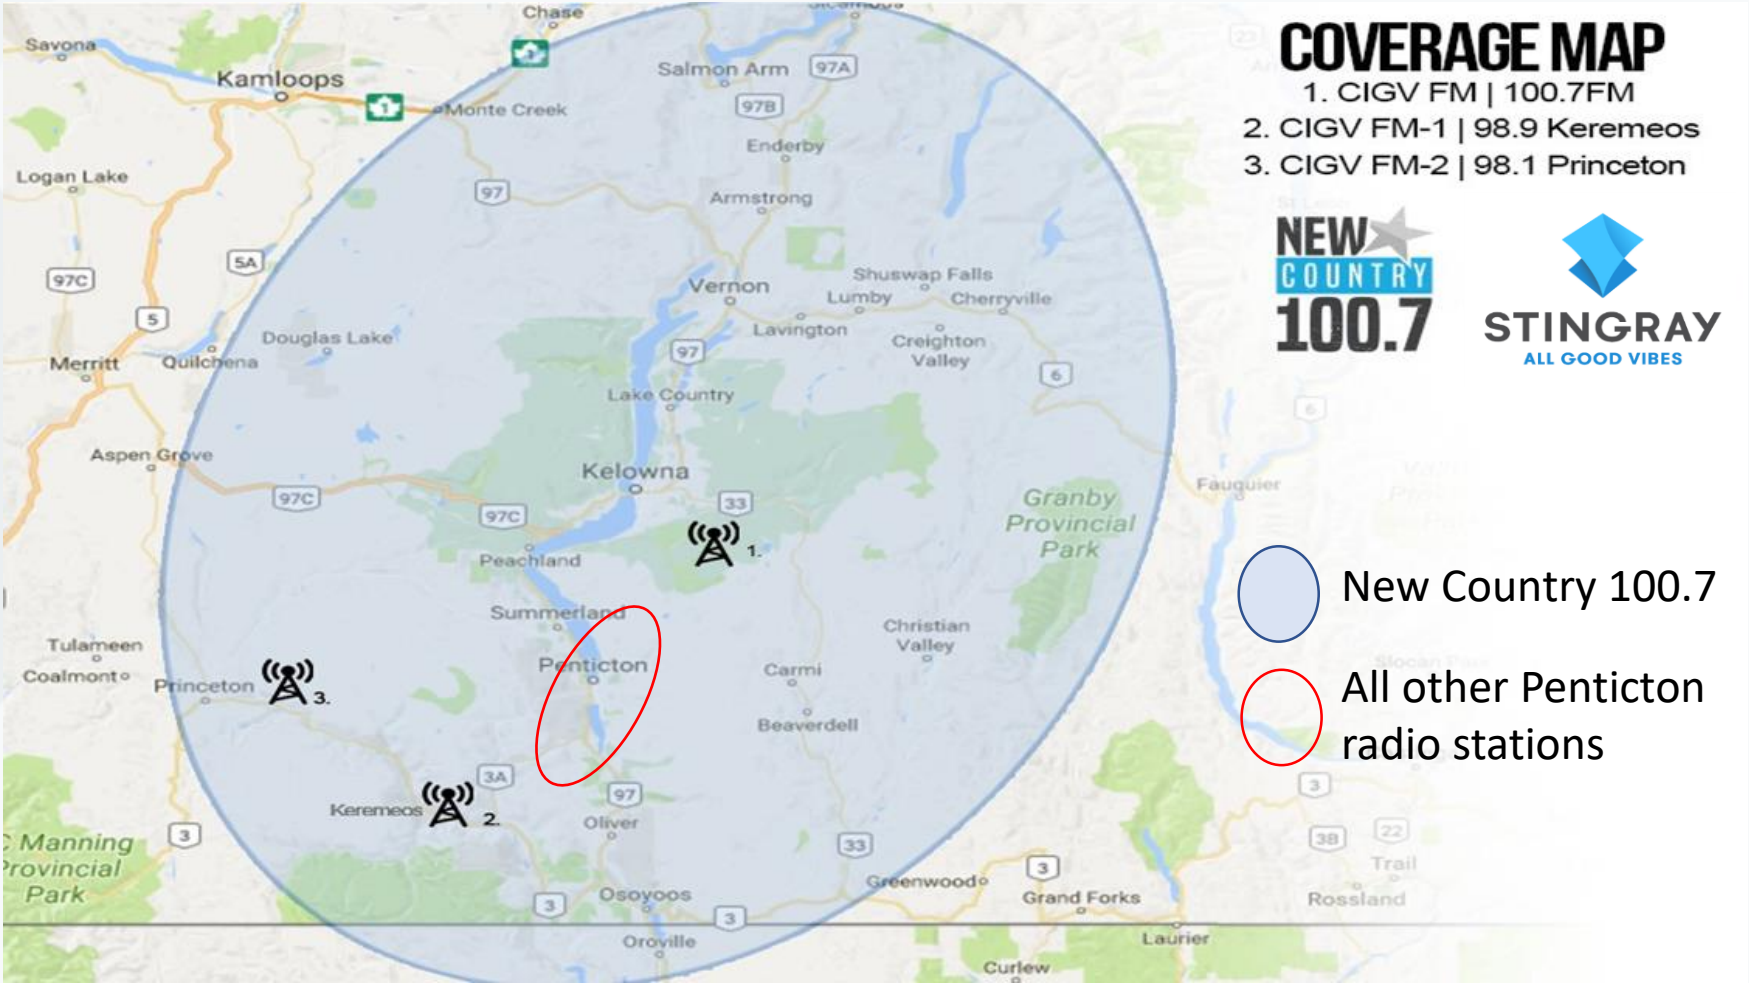 COVERAGE MAP
1. CIGV FM | 100.7FM
2. CIGV FM-1 | 98.9 Keremeos
3. CIGV FM-2 | 98.1 Princeton
NEW
COUNTRY
100.7
STINGRAY
ALL GOOD VIBES
New Country 100.7
All other Penticton
radio stations
Chase
Sicamous
Savona
Kamloops
1
1
Monte Creek
Salmon Arm
97A
97B
23
Enderby
Logan Lake
97
Armstrong
5A
97C
Vernon
Shuswap Falls
Lumby
Cherryville
5
Lavington
Douglas Lake
Creighton
Valley
Merritt
Quilchena
97
6
Lake Country
6
Aspen Grove
Kelowna
97C
97C
33
Granby
Provincial
Park
Fauquier
1.
Peachland
Summerland
Christian
Valley
Tulameen
Penticton
Carmi
Coalmont
Princeton
3.
Slocan Park
Beaverdell
3A
97
3
Keremeos
2.
Oliver
3
33
3B
22
Manning
Provincial
Park
Trail
Greenwood
3
Osoyoos
Grand Forks
Rossland
3
3
Oroville
Laurier
Curlew